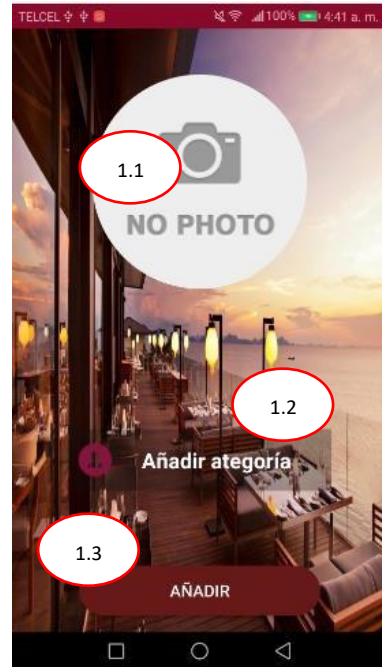 TELCEL 100% 4:41 a. m.
1.1
NO PHOTO
1.2
Añadir ategoría
1.3
AÑADIR